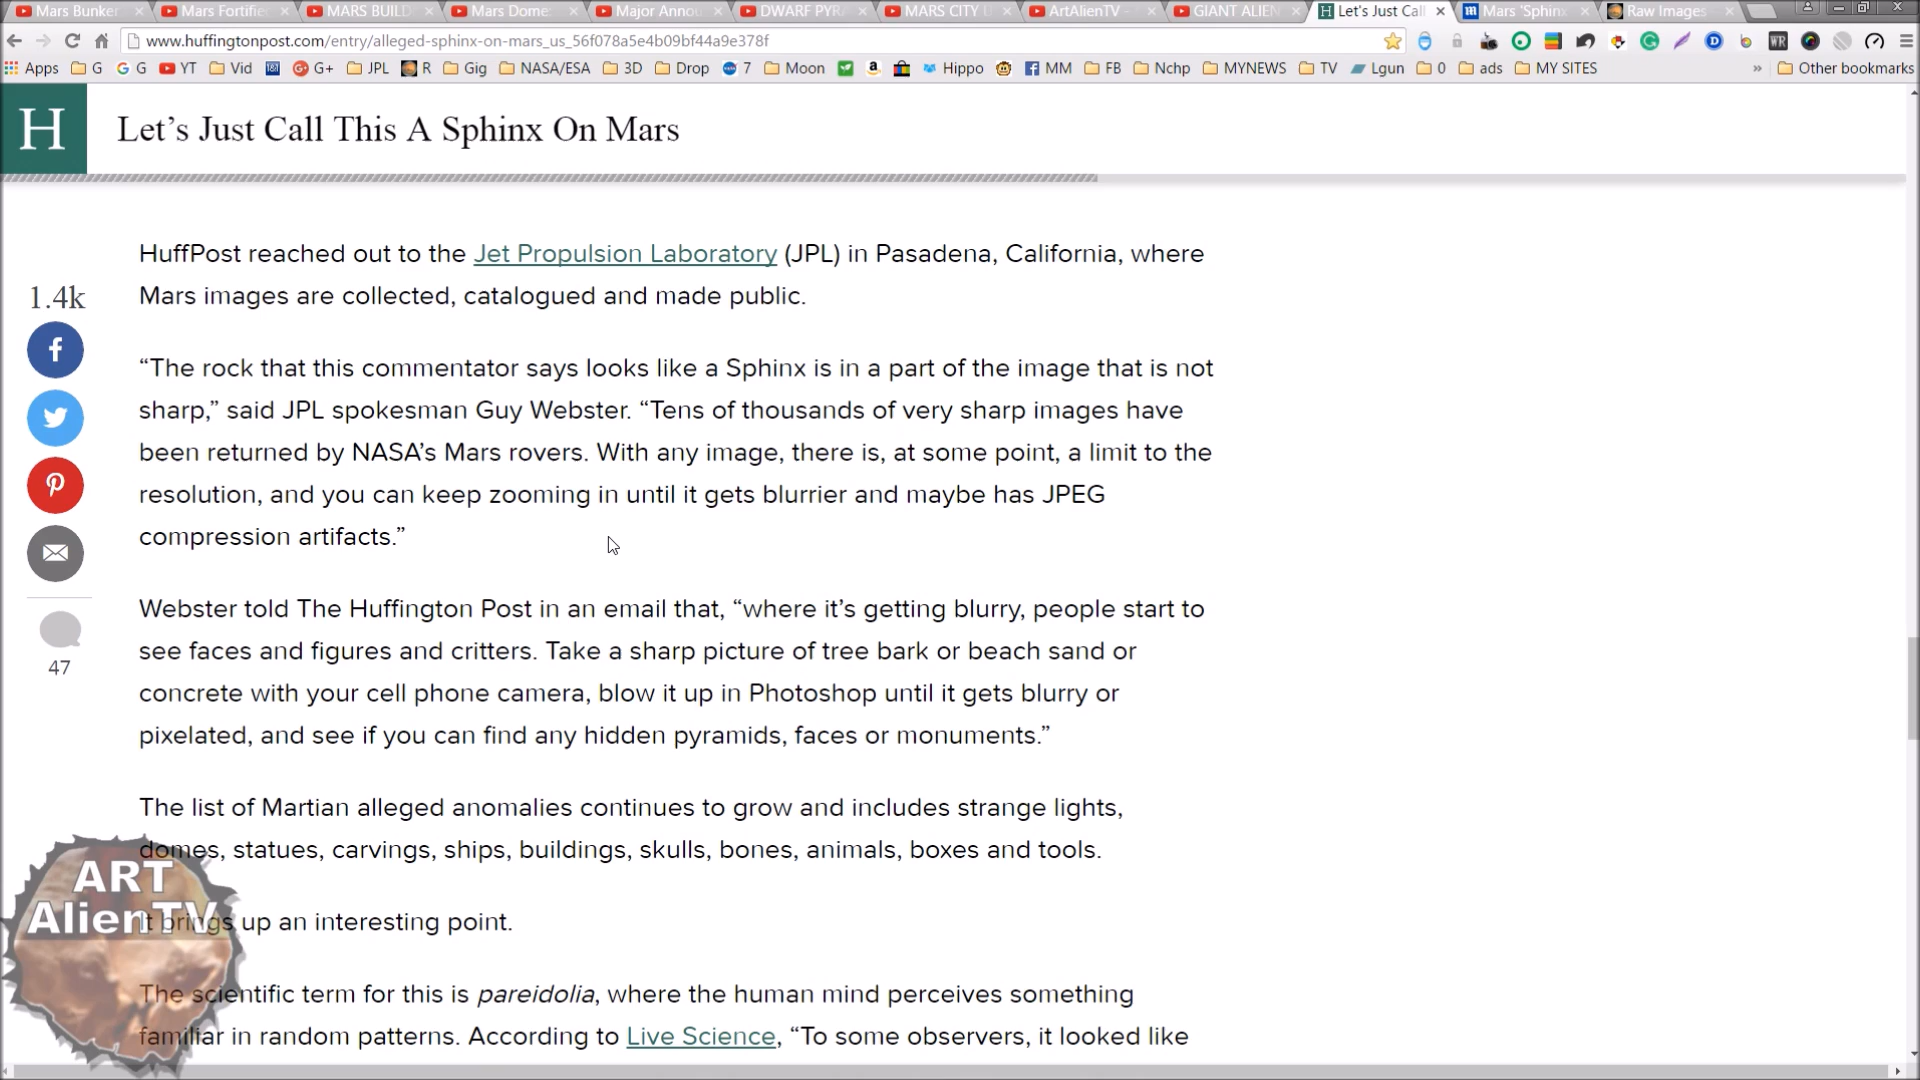 Mars Bunker
Mars Fortifie
MARS BUILD
Mars Dome
Major Annou
DWARF PYRA
MARS CITY U
ArtAlienTV -
GIANT ALIEN
Let's Just Call
Mars 'Sphinx
Raw Images
www.huffingtonpost.com/entry/alleged-sphinx-on-mars_us_56f078a5e4b09bf44a9e378f
Apps G G YT Vid G+ JPL R Gig NASA/ESA 3D Drop 7 Moon Hippo MM FB Nchp MYNEWS TV Lgun 0 ads MY SITES » Other bookmarks
H
Let’s Just Call This A Sphinx On Mars
HuffPost reached out to the Jet Propulsion Laboratory (JPL) in Pasadena, California, where
Mars images are collected, catalogued and made public.
1.4k
“The rock that this commentator says looks like a Sphinx is in a part of the image that is not
sharp,” said JPL spokesman Guy Webster. “Tens of thousands of very sharp images have
been returned by NASA’s Mars rovers. With any image, there is, at some point, a limit to the
resolution, and you can keep zooming in until it gets blurrier and maybe has JPEG
compression artifacts.”
Webster told The Huffington Post in an email that, “where it’s getting blurry, people start to
see faces and figures and critters. Take a sharp picture of tree bark or beach sand or
47
concrete with your cell phone camera, blow it up in Photoshop until it gets blurry or
pixelated, and see if you can find any hidden pyramids, faces or monuments.”
The list of Martian alleged anomalies continues to grow and includes strange lights,
domes, statues, carvings, ships, buildings, skulls, bones, animals, boxes and tools.
ART
AlienTV
It brings up an interesting point.
The scientific term for this is pareidolia, where the human mind perceives something
familiar in random patterns. According to Live Science, “To some observers, it looked like